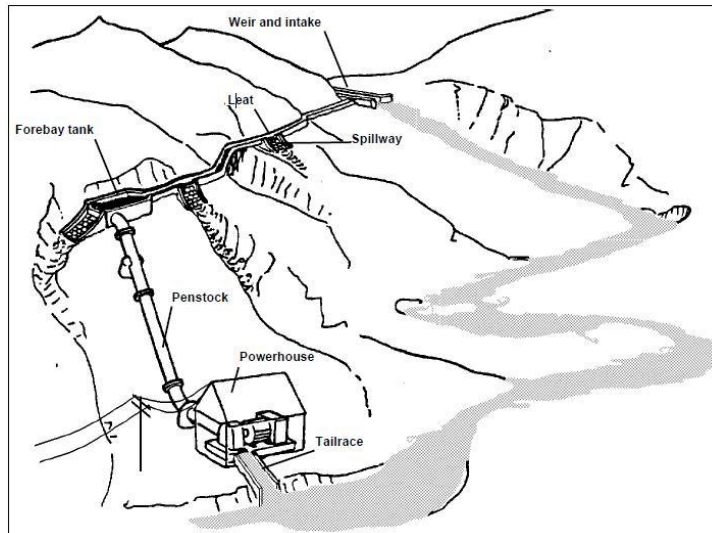 Weir and intake
Leat
Spillway
Forebay tank
Penstock
Powerhouse
Tailrace